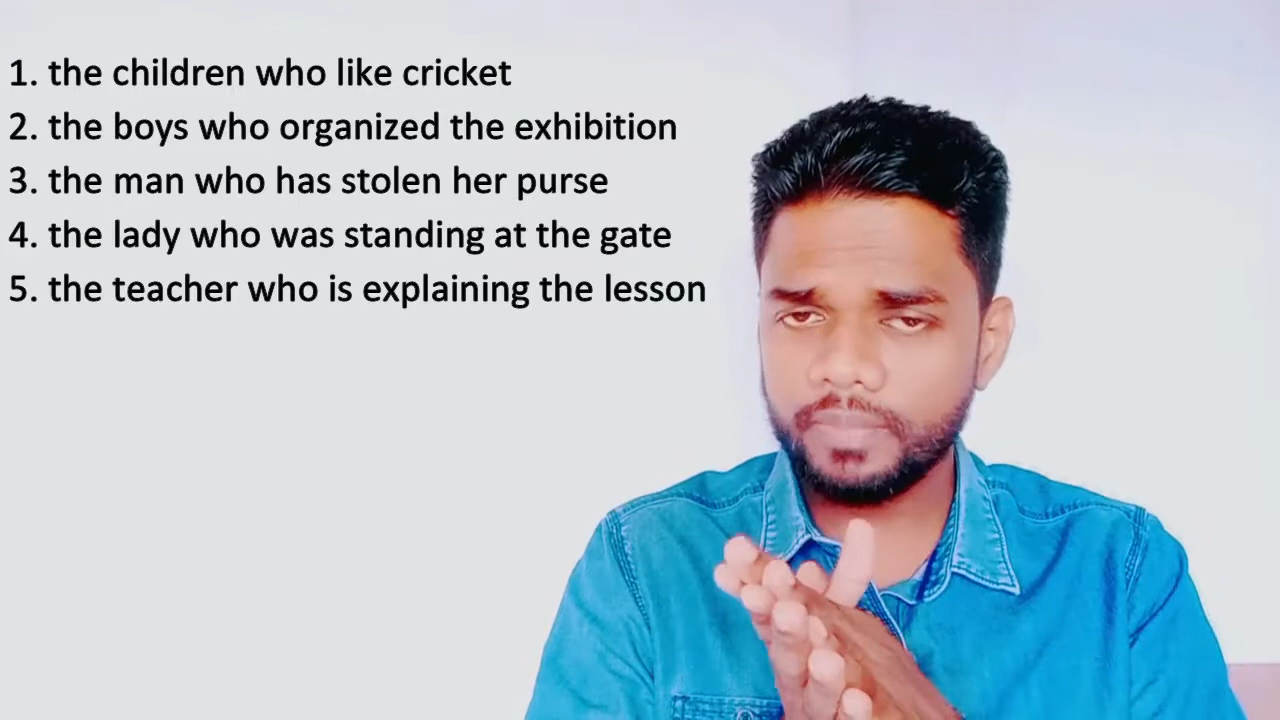 1. the children who like cricket
2. the boys who organized the exhibition
3. the man who has stolen her purse
4. the lady who was standing at the gate
5. the teacher who is explaining the lesson